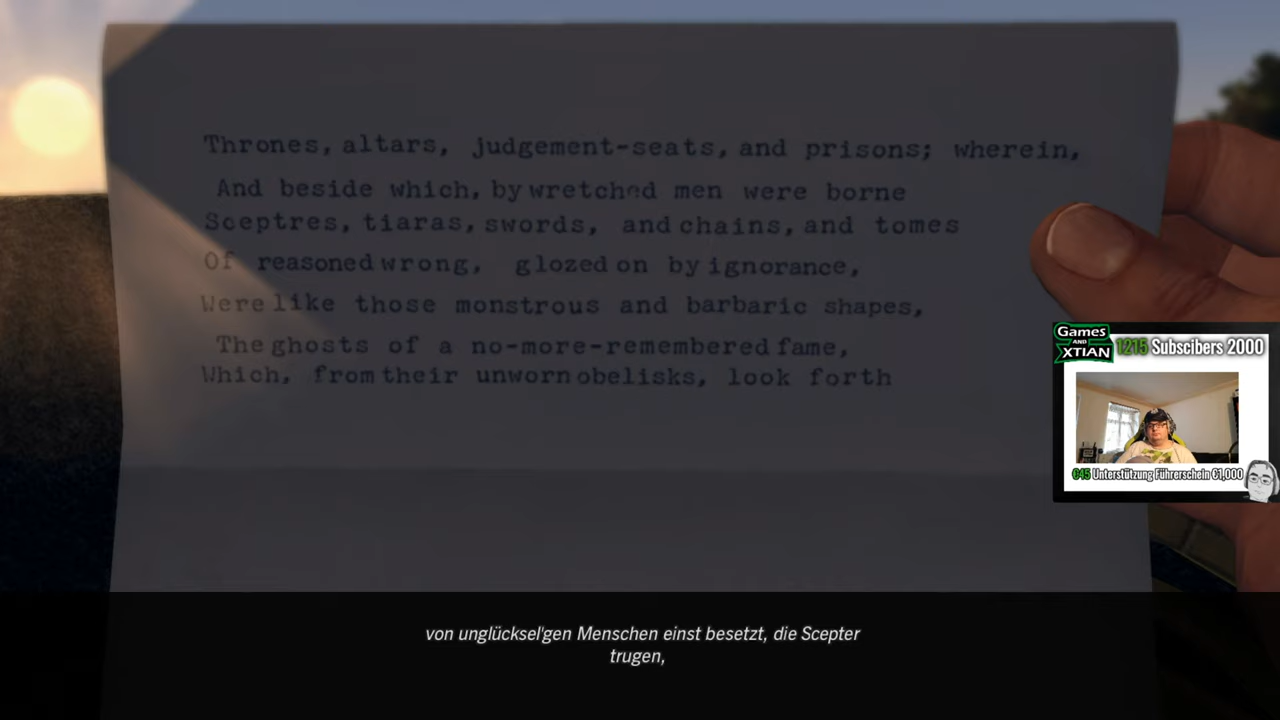 Thrones, altars, judgement-seats, and prisons; wherein,
And beside which, by wretched men were borne
Sceptres, tiaras, swords, and chains, and tomes
Of reasoned wrong, glozed on by ignorance,
Were like those monstrous and barbaric shapes,
The ghosts of a no-more-remembered fame,
Which, from their unworn obelisks, look forth
Games
AND
XTIAN
1215 Subscibers 2000
€45 Unterstützung Führerschein €1,000
von unglücksel'gen Menschen einst besetzt, die Scepter
trugen,